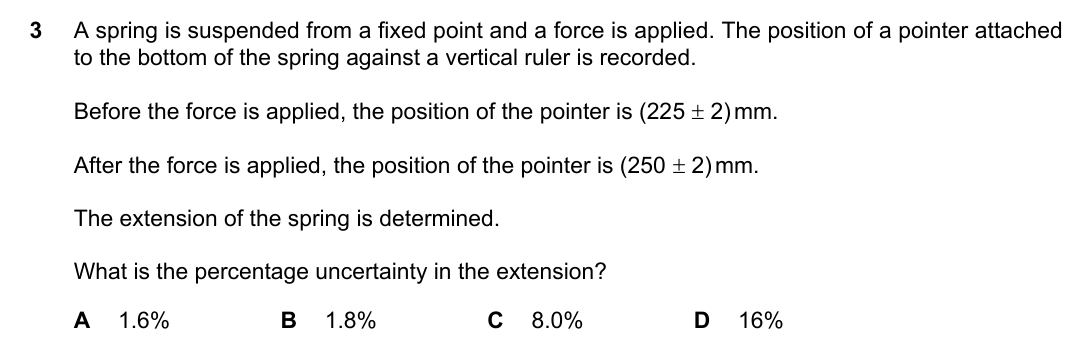 3 A spring is suspended from a fixed point and a force is applied. The position of a pointer attached
to the bottom of the spring against a vertical ruler is recorded.
Before the force is applied, the position of the pointer is (225 ± 2) mm.
After the force is applied, the position of the pointer is (250 ± 2) mm.
The extension of the spring is determined.
What is the percentage uncertainty in the extension?
A 1.6% B 1.8% C 8.0% D 16%